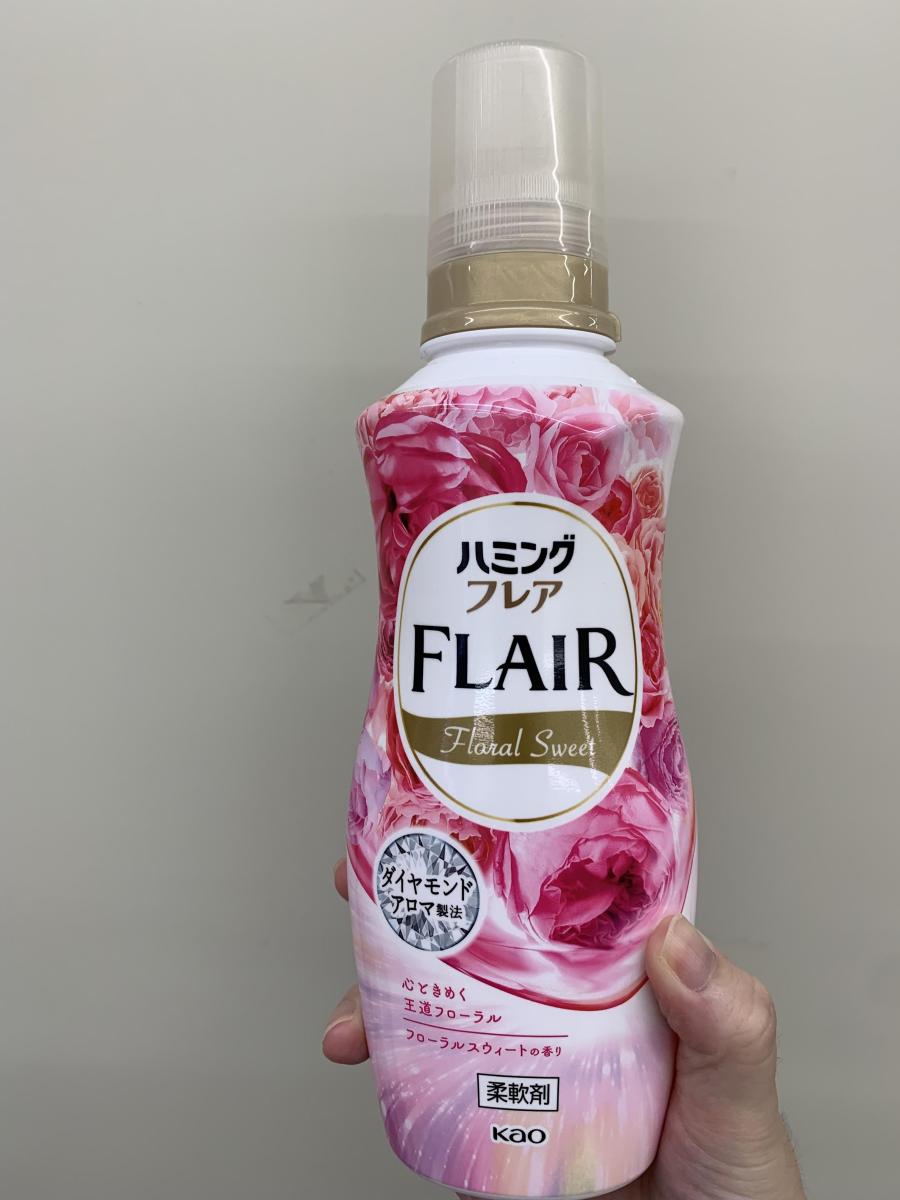 ハミング
フレア
FLAIR
Floral Sweet
ダイヤモンド
アロマ製法
心ときめく
王道フローラル
フローラルスウィートの香り
柔軟剤
Kao